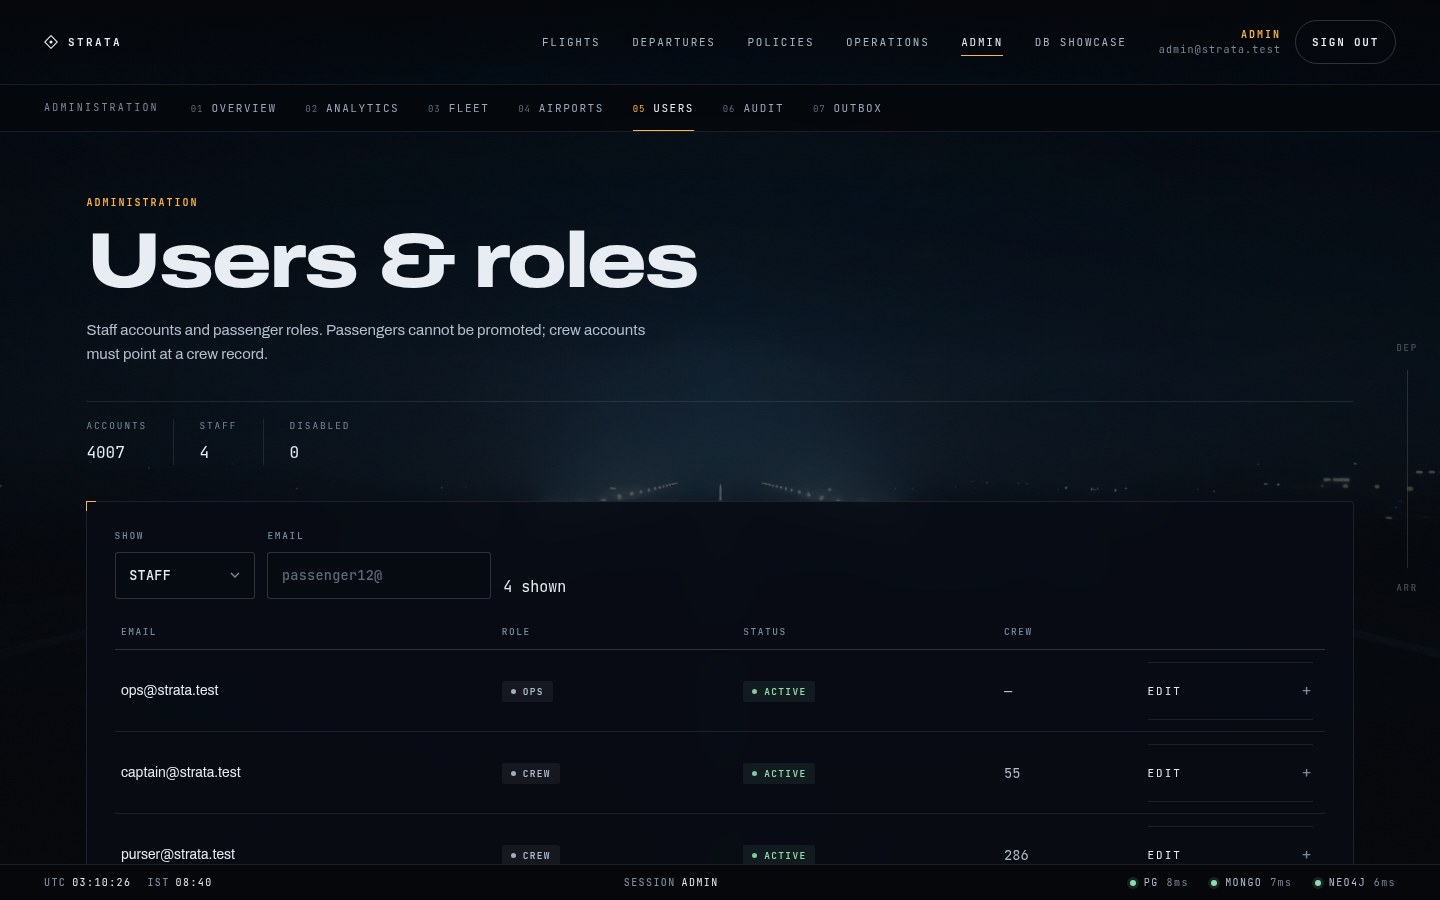 STRATA
FLIGHTS DEPARTURES POLICIES OPERATIONS ADMIN DB SHOWCASE
ADMIN
admin@strata.test
SIGN OUT
ADMINISTRATION 01 OVERVIEW 02 ANALYTICS 03 FLEET 04 AIRPORTS 05 USERS 06 AUDIT 07 OUTBOX
ADMINISTRATION
Users & roles
Staff accounts and passenger roles. Passengers cannot be promoted; crew accounts
must point at a crew record.
DEP
ACCOUNTS STAFF DISABLED
4007 4 0
SHOW EMAIL
STAFF passenger12@ 4 shown
ARR
EMAIL ROLE STATUS CREW
ops@strata.test OPS ACTIVE — EDIT +
captain@strata.test CREW ACTIVE 55 EDIT +
purser@strata.test CREW ACTIVE 286 EDIT +
UTC 03:10:26 IST 08:40 SESSION ADMIN PG 8ms MONGO 7ms NEO4J 6ms